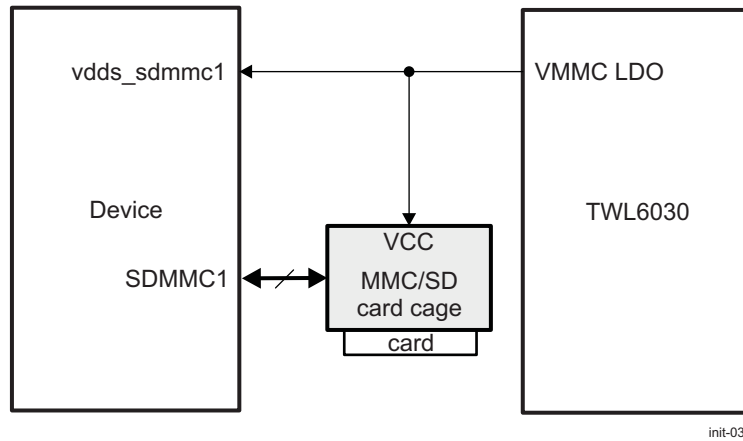 vdds_sdmmc1
VMMC LDO
Device
TWL6030
VCC
SDMMC1
MMC/SD
card cage
card
init-03